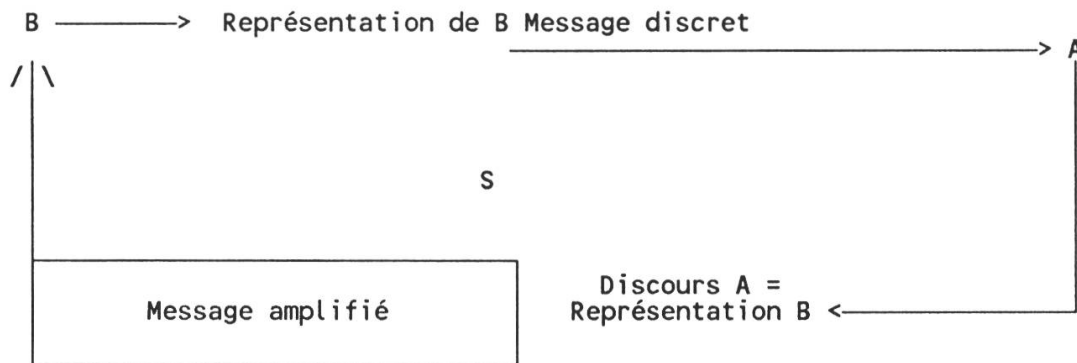 B ———————> Représentation de B Message discret
———————> A
S
Discours A =
Message amplifié
Représentation B <———————